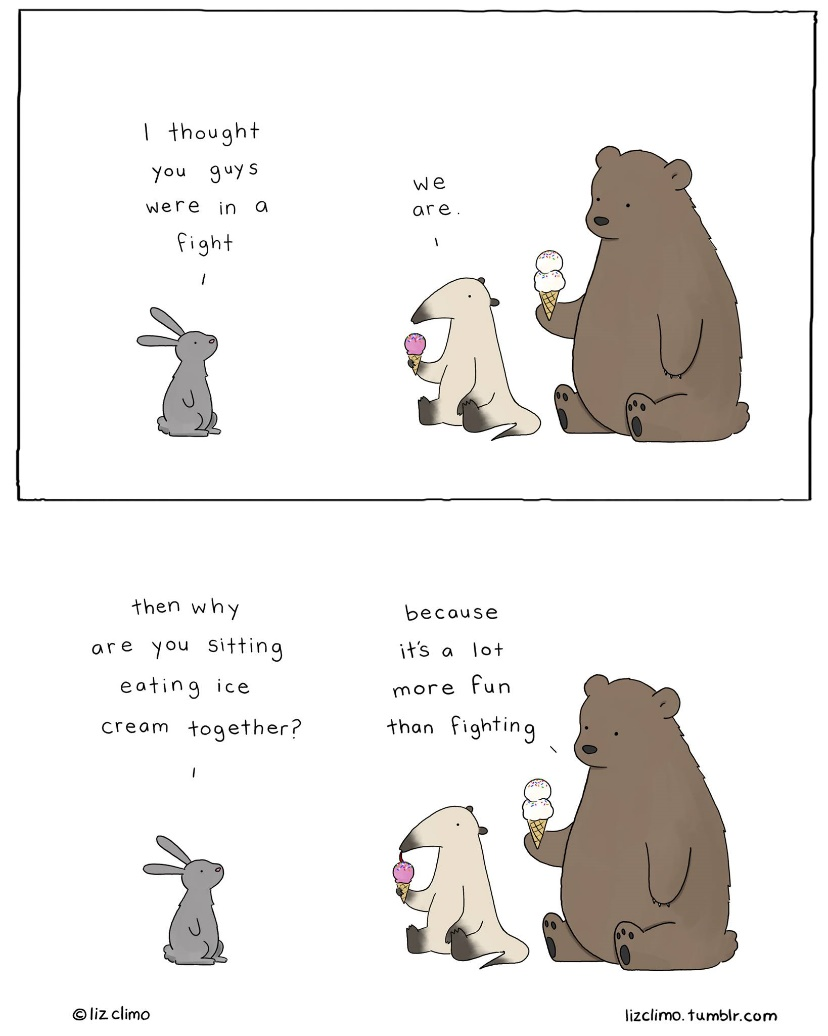 I thought
you guys
were in a
fight
we
are.
then why
are you sitting
eating ice
cream together?
because
it's a lot
more fun
than fighting
©liz climo
lizclimo.tumblr.com